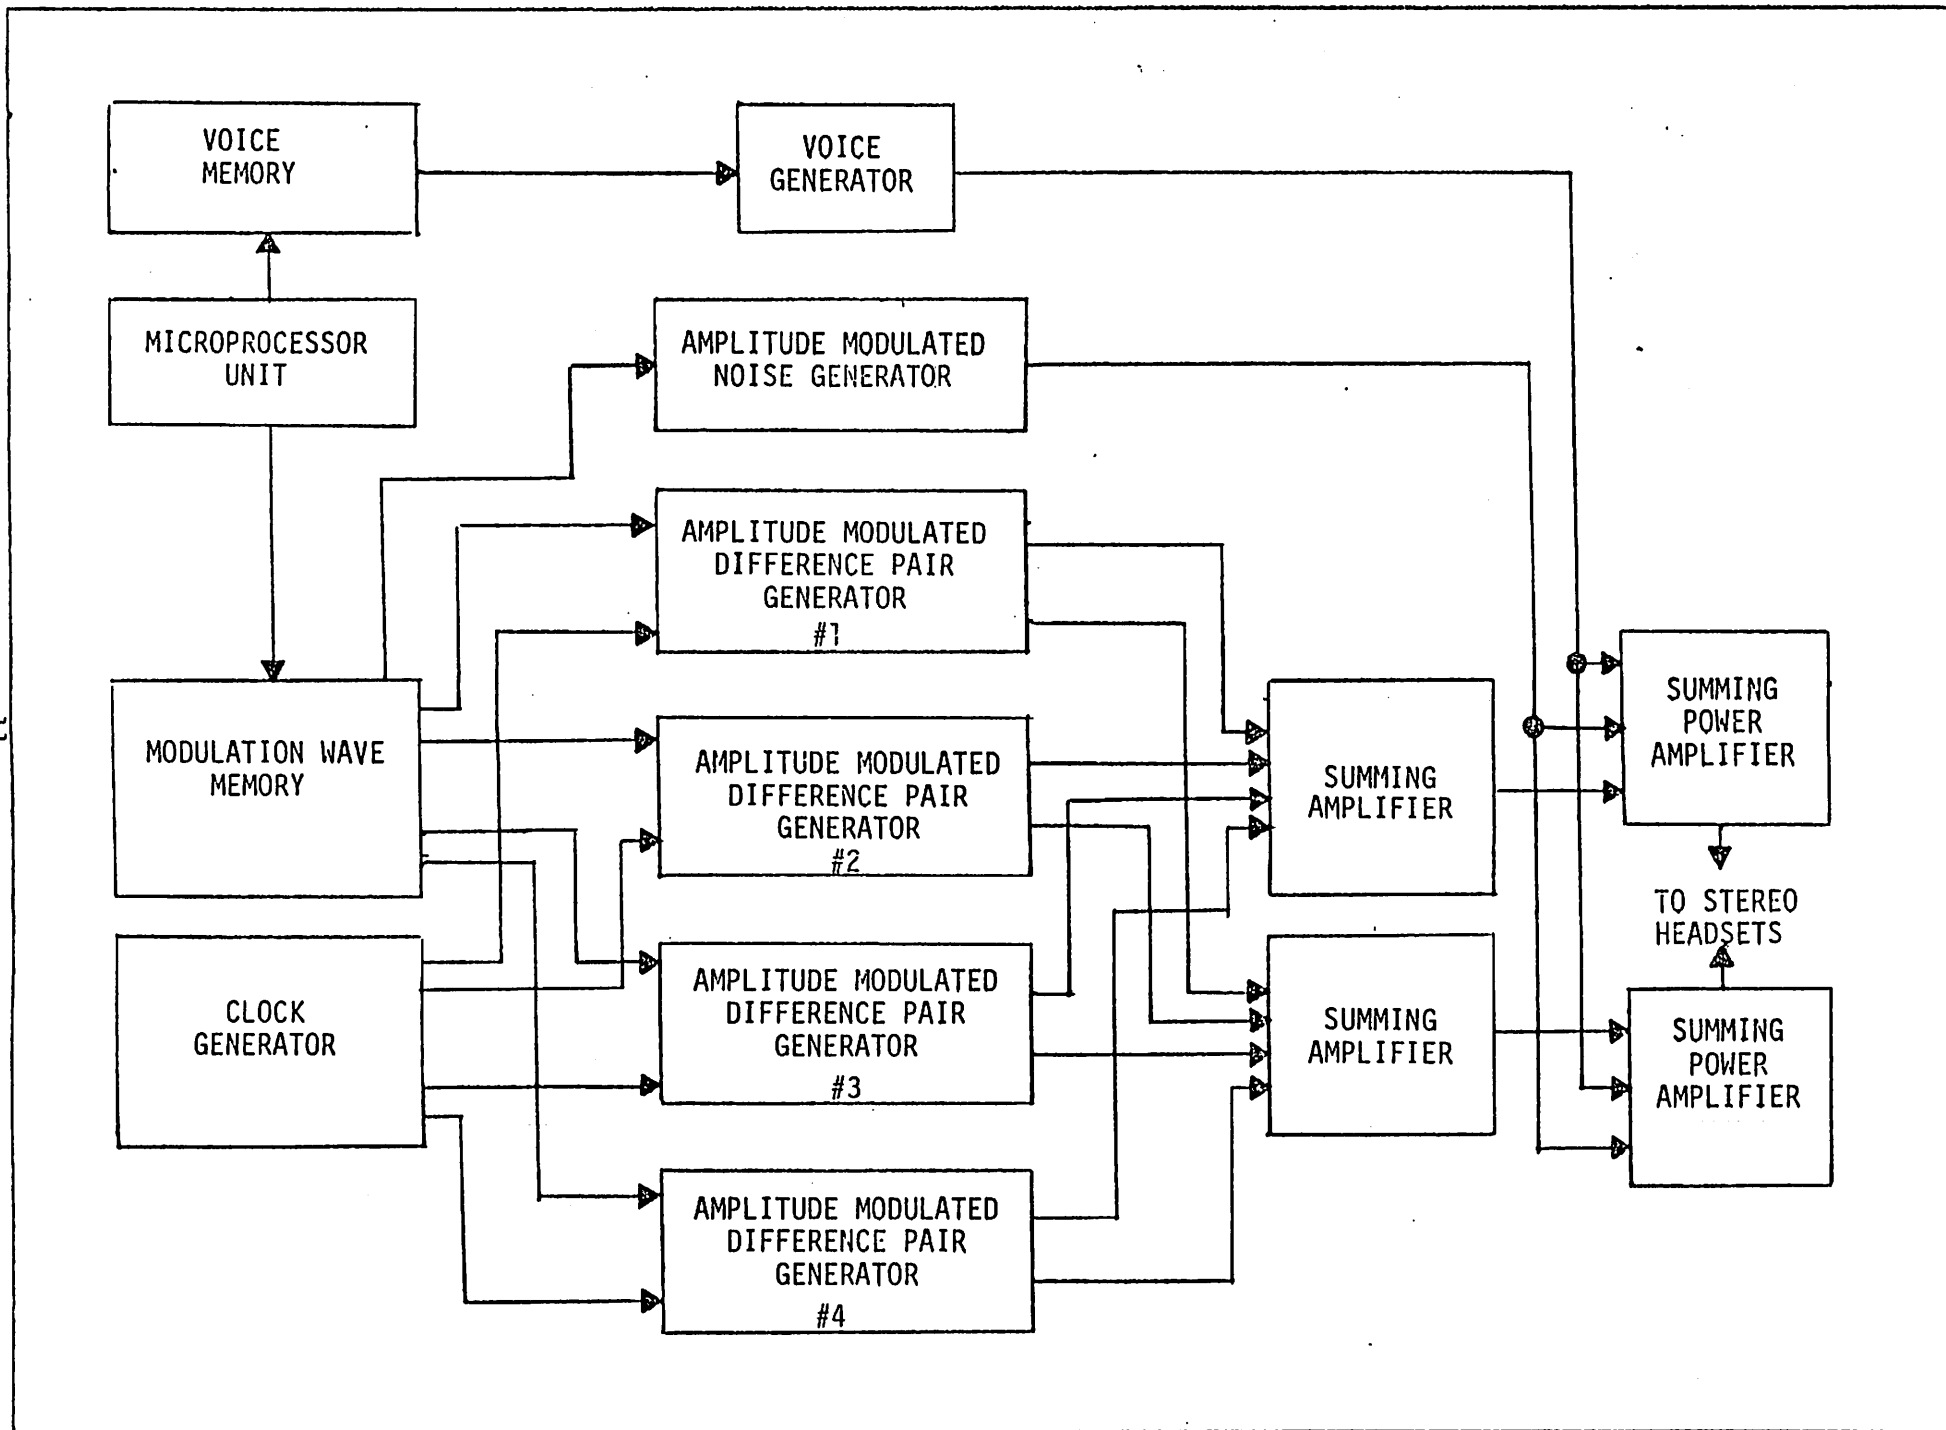 VOICE
MEMORY
VOICE
GENERATOR
MICROPROCESSOR
UNIT
AMPLITUDE MODULATED
NOISE GENERATOR
AMPLITUDE MODULATED
DIFFERENCE PAIR
GENERATOR
#1
MODULATION WAVE
MEMORY
AMPLITUDE MODULATED
DIFFERENCE PAIR
GENERATOR
#2
SUMMING
AMPLIFIER
SUMMING
POWER
AMPLIFIER
TO STEREO
HEADSETS
CLOCK
GENERATOR
AMPLITUDE MODULATED
DIFFERENCE PAIR
GENERATOR
#3
SUMMING
AMPLIFIER
SUMMING
POWER
AMPLIFIER
AMPLITUDE MODULATED
DIFFERENCE PAIR
GENERATOR
#4